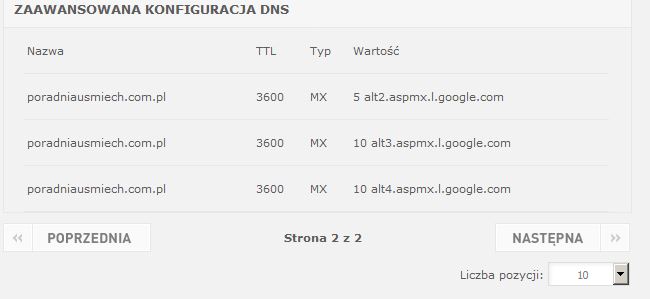 ZAAWANSOWANA KONFIGURACJA DNS
Nazwa TTL Typ Wartość
poradniausmiech.com.pl 3600 MX 5 alt2.aspmx.l.google.com
poradniausmiech.com.pl 3600 MX 10 alt3.aspmx.l.google.com
poradniausmiech.com.pl 3600 MX 10 alt4.aspmx.l.google.com
« POPRZEDNIA Strona 2 z 2 NASTĘPNA »
Liczba pozycji: 10